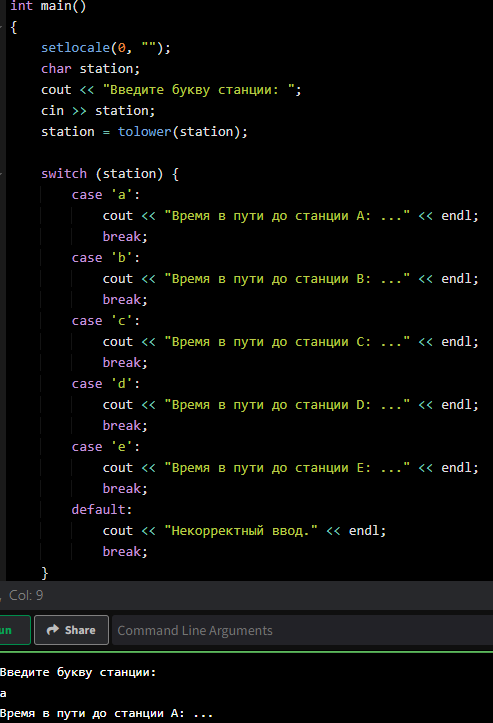 int main()
{
setlocale(0, "");
char station;
cout << "Введите букву станции: ";
cin >> station;
station = tolower(station);
switch (station) {
case 'a':
cout << "Время в пути до станции A: ..." << endl;
break;
case 'b':
cout << "Время в пути до станции B: ..." << endl;
break;
case 'c':
cout << "Время в пути до станции C: ..." << endl;
break;
case 'd':
cout << "Время в пути до станции D: ..." << endl;
break;
case 'e':
cout << "Время в пути до станции E: ..." << endl;
break;
default:
cout << "Некорректный ввод." << endl;
break;
}
, Col: 9
un Share Command Line Arguments
Введите букву станции:
a
Время в пути до станции A: ...